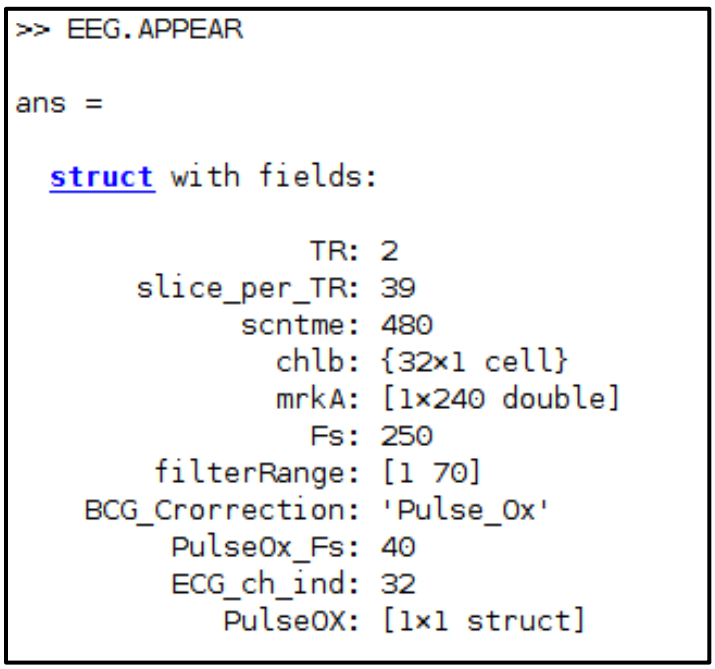 >> EEG.APPEAR
ans =
struct with fields:
TR: 2
slice_per_TR: 39
scntme: 480
chlb: {32×1 cell}
mrkA: [1×240 double]
Fs: 250
filterRange: [1 70]
BCG_Crorrection: 'Pulse_Ox'
PulseOx_Fs: 40
ECG_ch_ind: 32
PulseOX: [1×1 struct]